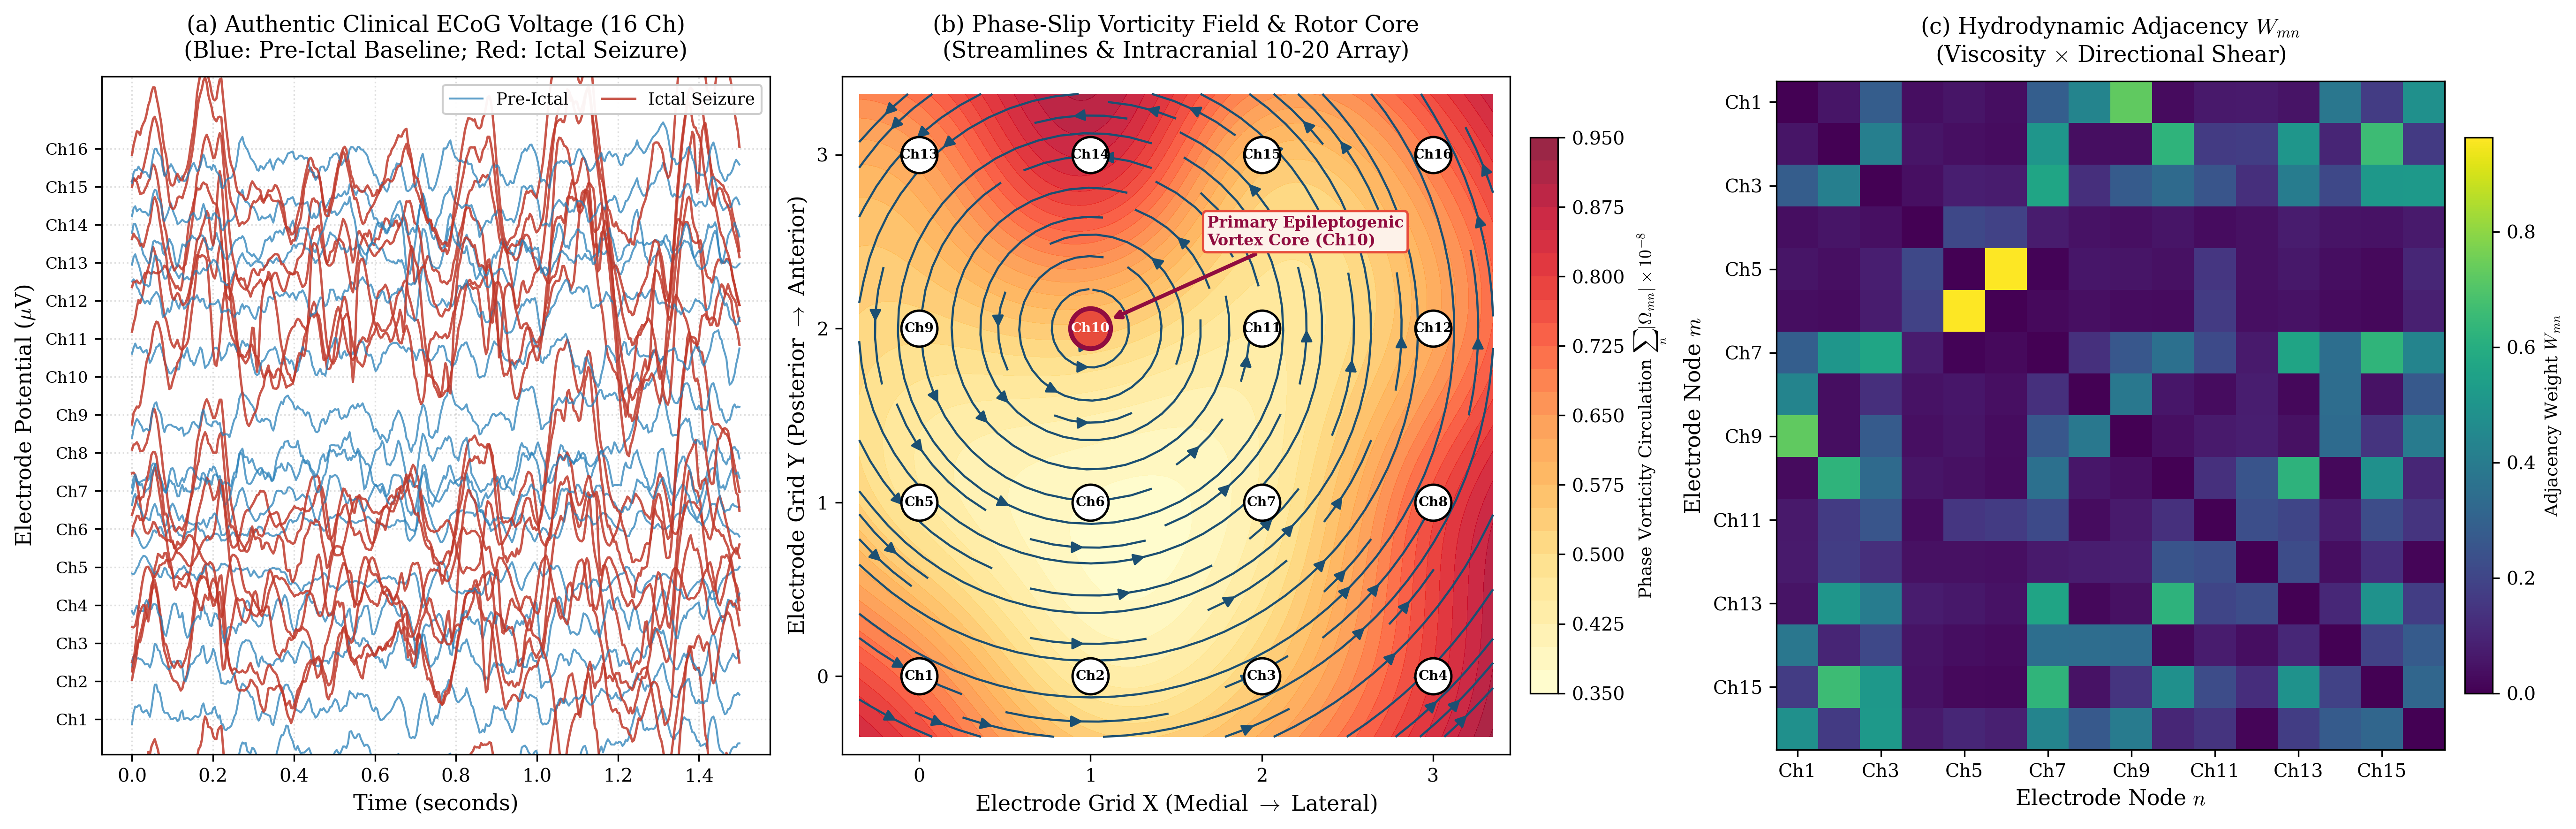 (a) Authentic Clinical ECoG Voltage (16 Ch)
(Blue: Pre-Ictal Baseline; Red: Ictal Seizure)
Pre-Ictal
Ictal Seizure
Electrode Potential (μV)
Ch16
Ch15
Ch14
Ch13
Ch12
Ch11
Ch10
Ch9
Ch8
Ch7
Ch6
Ch5
Ch4
Ch3
Ch2
Ch1
0.0 0.2 0.4 0.6 0.8 1.0 1.2 1.4
Time (seconds)
(b) Phase-Slip Vorticity Field & Rotor Core
(Streamlines & Intracranial 10-20 Array)
Electrode Grid Y (Posterior → Anterior)
3
2
1
0
Ch13 Ch14 Ch15 Ch16
Primary Epileptogenic
Vortex Core (Ch10)
Ch9 Ch10 Ch11 Ch12
Ch5 Ch6 Ch7 Ch8
Ch1 Ch2 Ch3 Ch4
0 1 2 3
Electrode Grid X (Medial → Lateral)
0.950
0.875
0.800
0.725
0.650
0.575
0.500
0.425
0.350
Phase Vorticity Circulation ∑n |Ωmn| × 10⁻⁸
(c) Hydrodynamic Adjacency Wmn
(Viscosity × Directional Shear)
Electrode Node m
Ch1
Ch3
Ch5
Ch7
Ch9
Ch11
Ch13
Ch15
Ch1 Ch3 Ch5 Ch7 Ch9 Ch11 Ch13 Ch15
Electrode Node n
0.8
0.6
0.4
0.2
0.0
Adjacency Weight Wmn